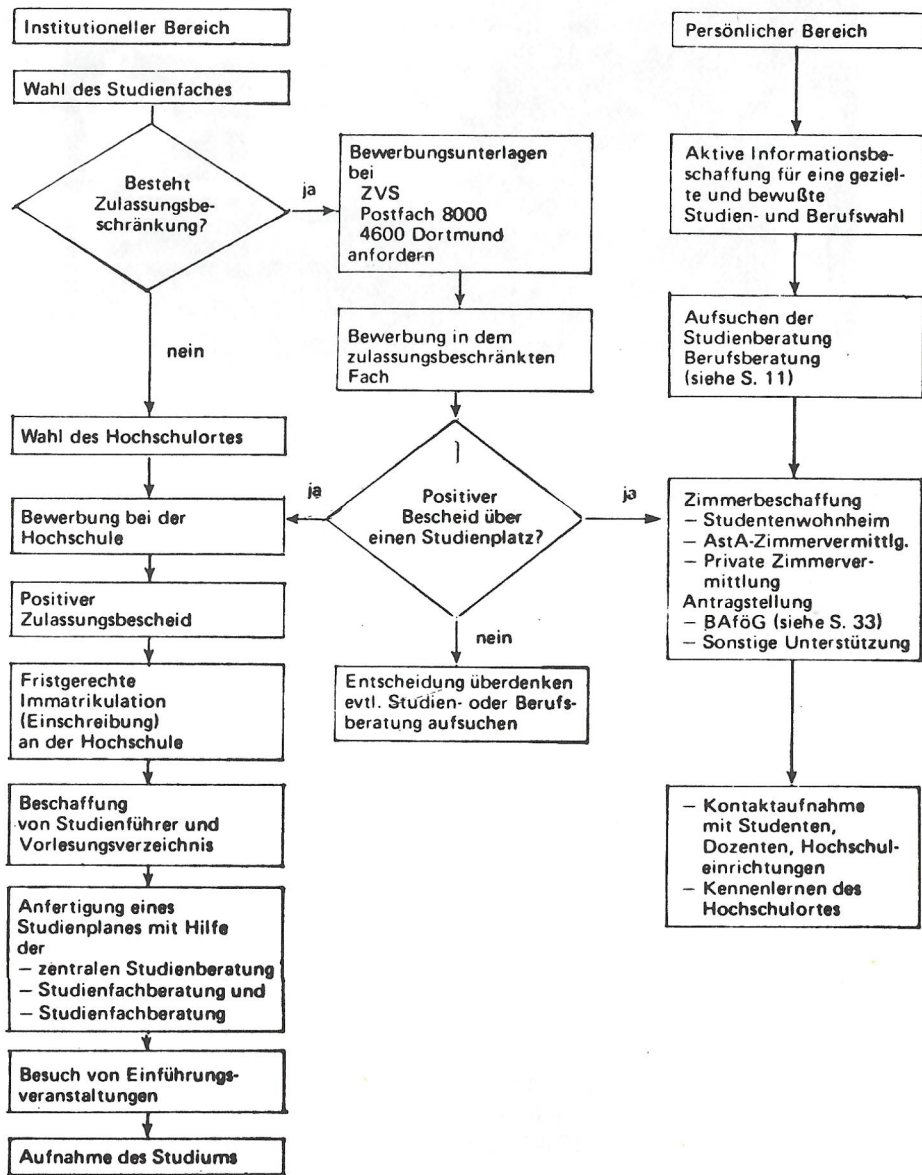 Institutioneller Bereich
Wahl des Studienfaches
Besteht
Zulassungsbe-
schränkung?
ja
nein
Bewerbungsunterlagen
bei
ZVS
Postfach 8000
4600 Dortmund
anfordern
Bewerbung in dem
zulassungsbeschränkten
Fach
Positiver
Bescheid über
einen Studienplatz?
ja
ja
nein
Entscheidung überdenken
evtl. Studien- oder Berufs-
beratung aufsuchen
Wahl des Hochschulortes
Bewerbung bei der
Hochschule
Positiver
Zulassungsbescheid
Fristgerechte
Immatrikulation
(Einschreibung)
an der Hochschule
Beschaffung
von Studienführer und
Vorlesungsverzeichnis
Anfertigung eines
Studienplanes mit Hilfe
der
– zentralen Studienberatung
– Studienfachberatung und
– Studienfachberatung
Besuch von Einführungs-
veranstaltungen
Aufnahme des Studiums
Persönlicher Bereich
Aktive Informationsbe-
schaffung für eine geziel-
te und bewußte
Studien- und Berufswahl
Aufsuchen der
Studienberatung
Berufsberatung
(siehe S. 11)
Zimmerbeschaffung
– Studentenwohnheim
– AstA-Zimmervermittlg.
– Private Zimmerver-
mittlung
Antragstellung
– BAföG (siehe S. 33)
– Sonstige Unterstützung
– Kontaktaufnahme
mit Studenten,
Dozenten, Hochschul-
einrichtungen
– Kennenlernen des
Hochschulortes